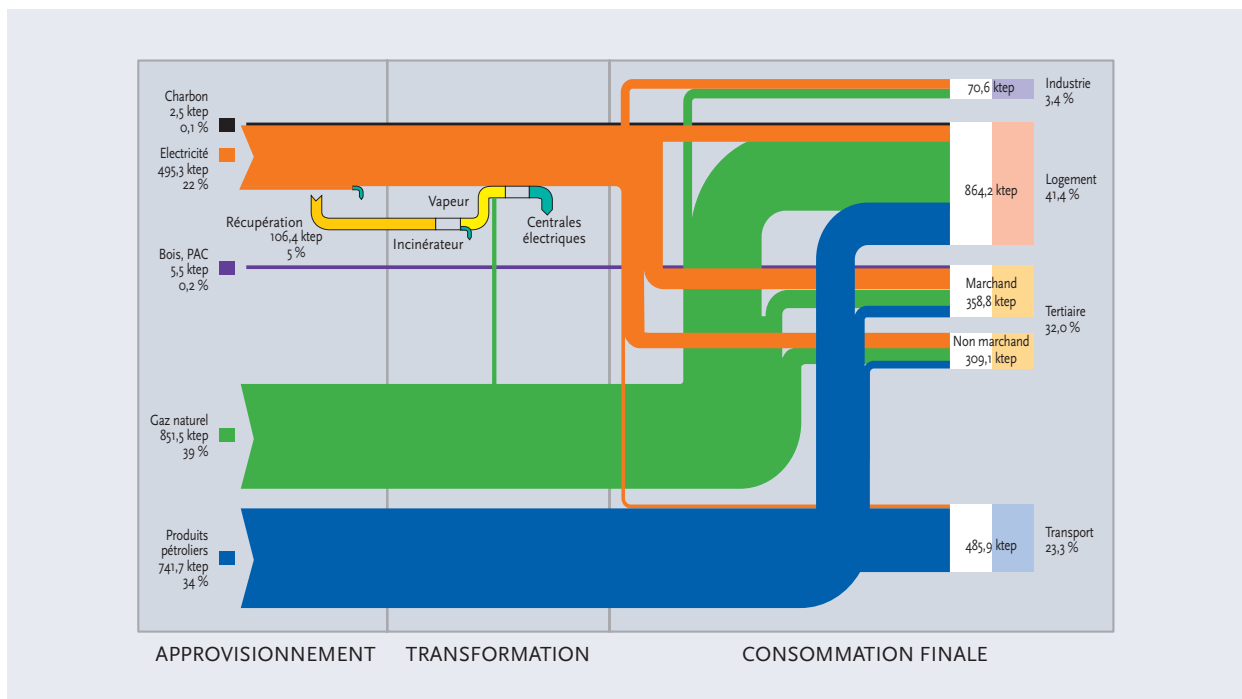 Charbon
2,5 ktep
0,1 %
Electricité
495,3 ktep
22 %
Récupération
106,4 ktep
5 %
Vapeur
Incinérateur
Centrales
électriques
Bois, PAC
5,5 ktep
0,2 %
Gaz naturel
851,5 ktep
39 %
Produits
pétroliers
741,7 ktep
34 %
70,6 ktep
Industrie
3,4 %
864,2 ktep
Logement
41,4 %
Marchand
358,8 ktep
Tertiaire
32,0 %
Non marchand
309,1 ktep
485,9 ktep
Transport
23,3 %
APPROVISIONNEMENT
TRANSFORMATION
CONSOMMATION FINALE